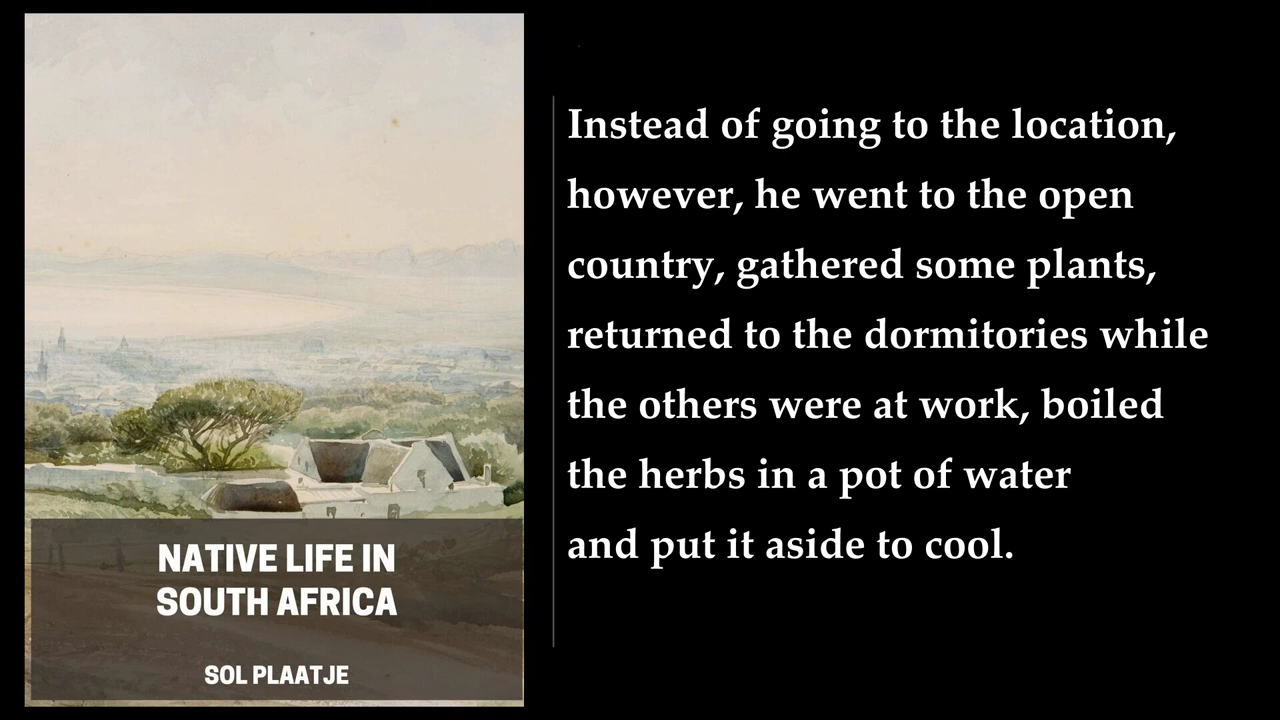 Instead of going to the location,
however, he went to the open
country, gathered some plants,
returned to the dormitories while
the others were at work, boiled
the herbs in a pot of water
and put it aside to cool.
NATIVE LIFE IN
SOUTH AFRICA
SOL PLAATJE